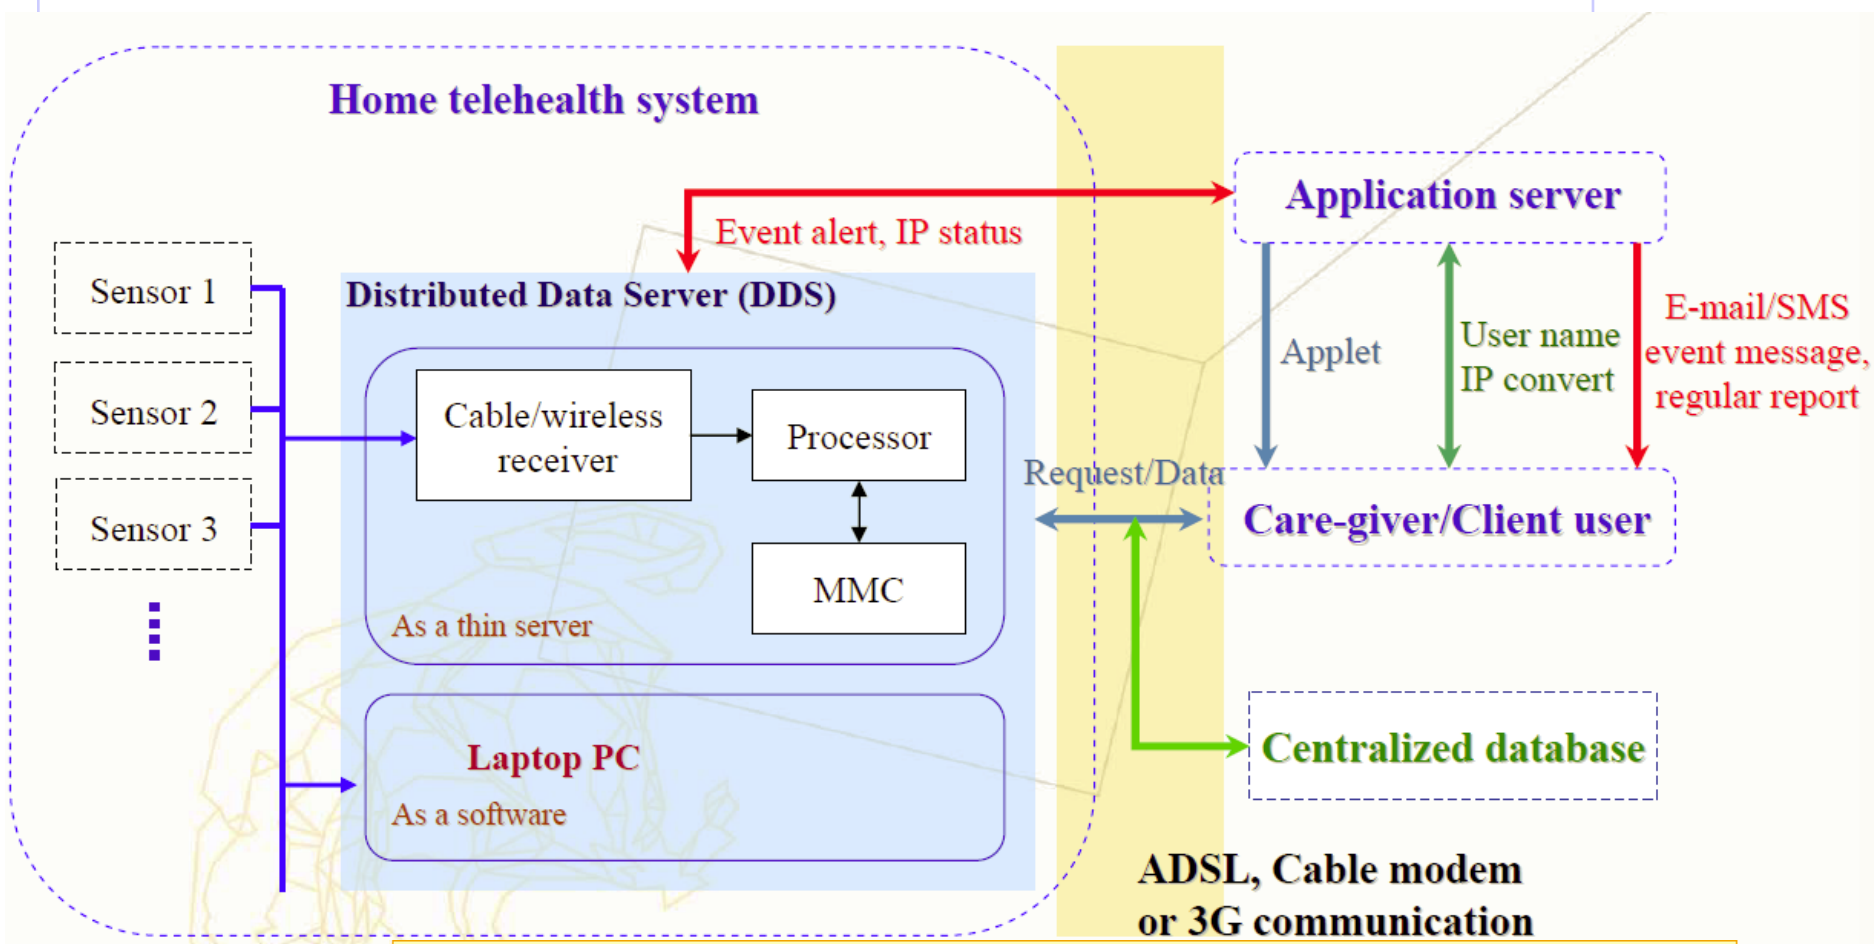 Home telehealth system
Application server
Event alert, IP status
Sensor 1
Distributed Data Server (DDS)
E-mail/SMS
event message,
regular report
User name
IP convert
Applet
Sensor 2
Cable/wireless
receiver
Processor
Request/Data
Sensor 3
Care-giver/Client user
MMC
As a thin server
Laptop PC
Centralized database
As a software
ADSL, Cable modem
or 3G communication